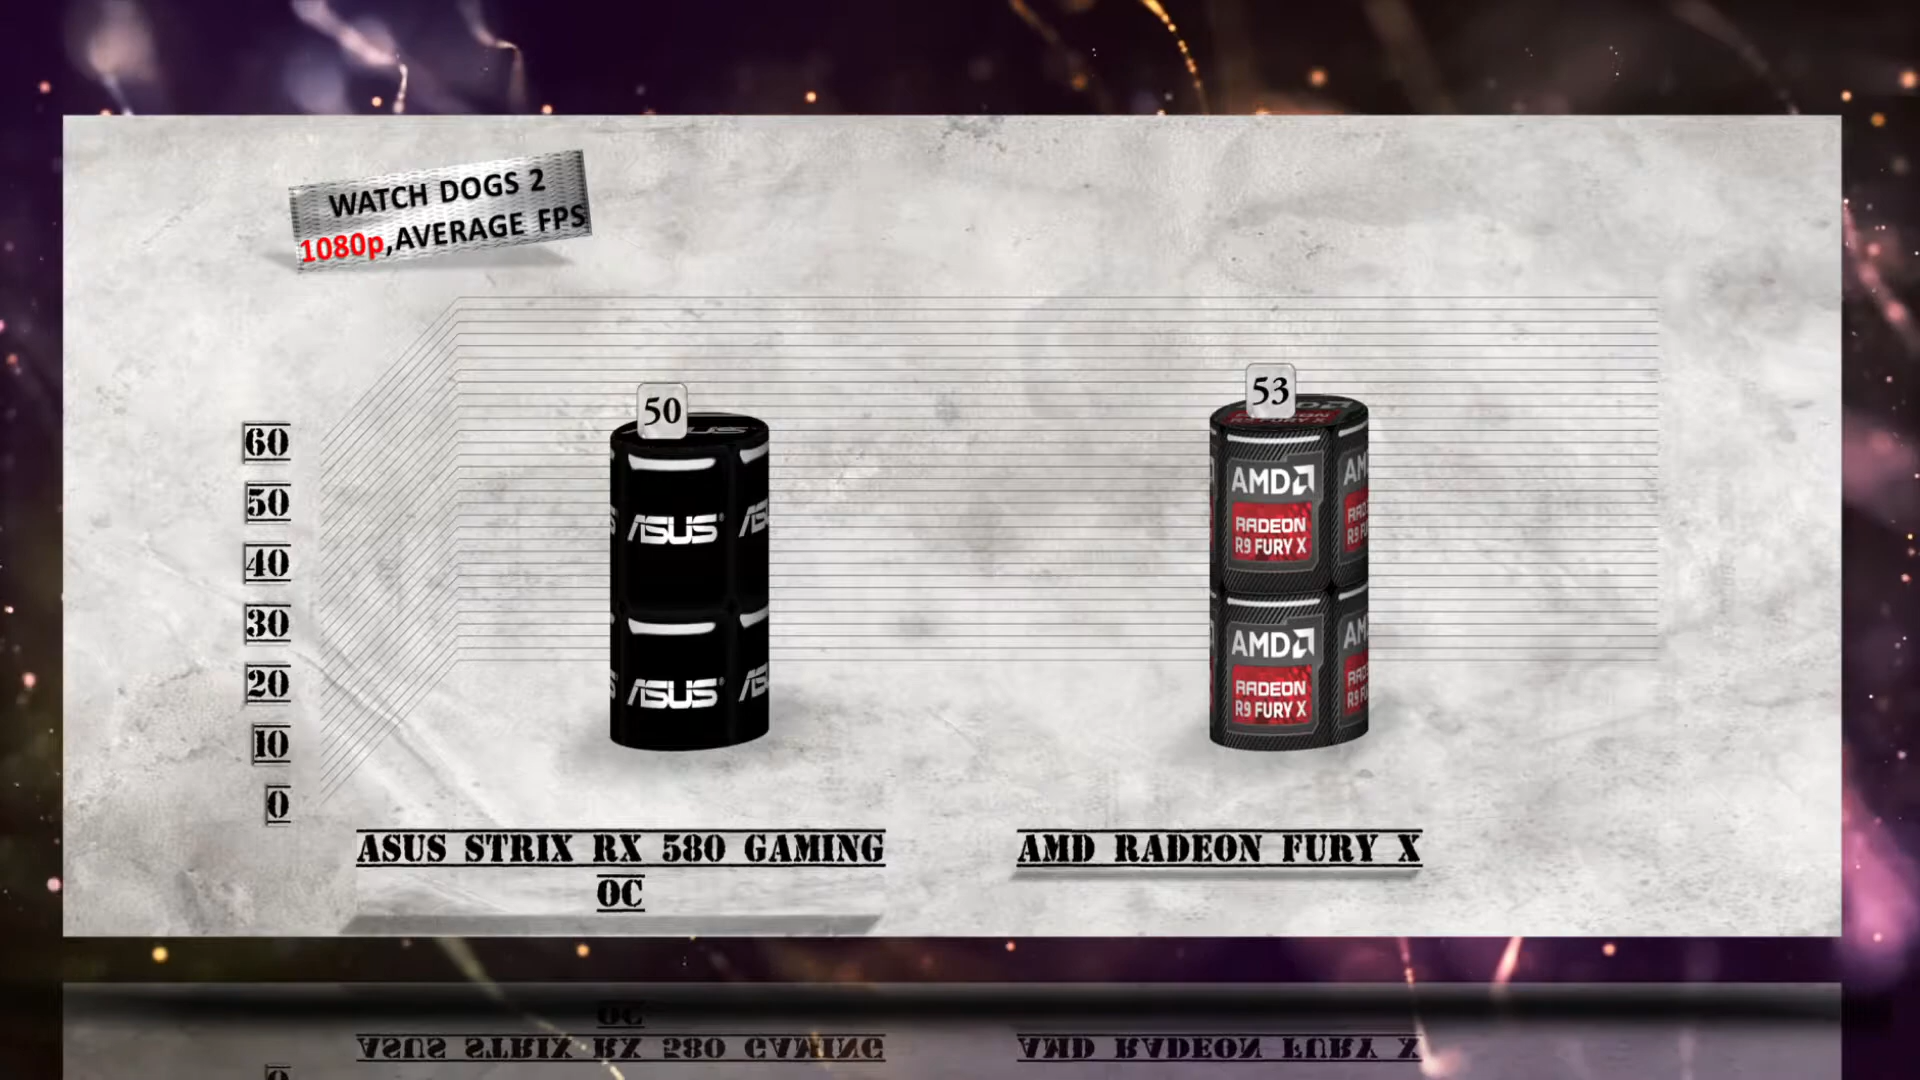 WATCH DOGS 2
1080p,AVERAGE FPS
60
50
40
30
20
10
0
50
ASUS
ASUS
ASUS
53
AMD
RADEON
R9 FURY X
AMD
RADEON
R9 FURY X
ASUS STRIX RX 580 GAMING
OC
AMD RADEON FURY X